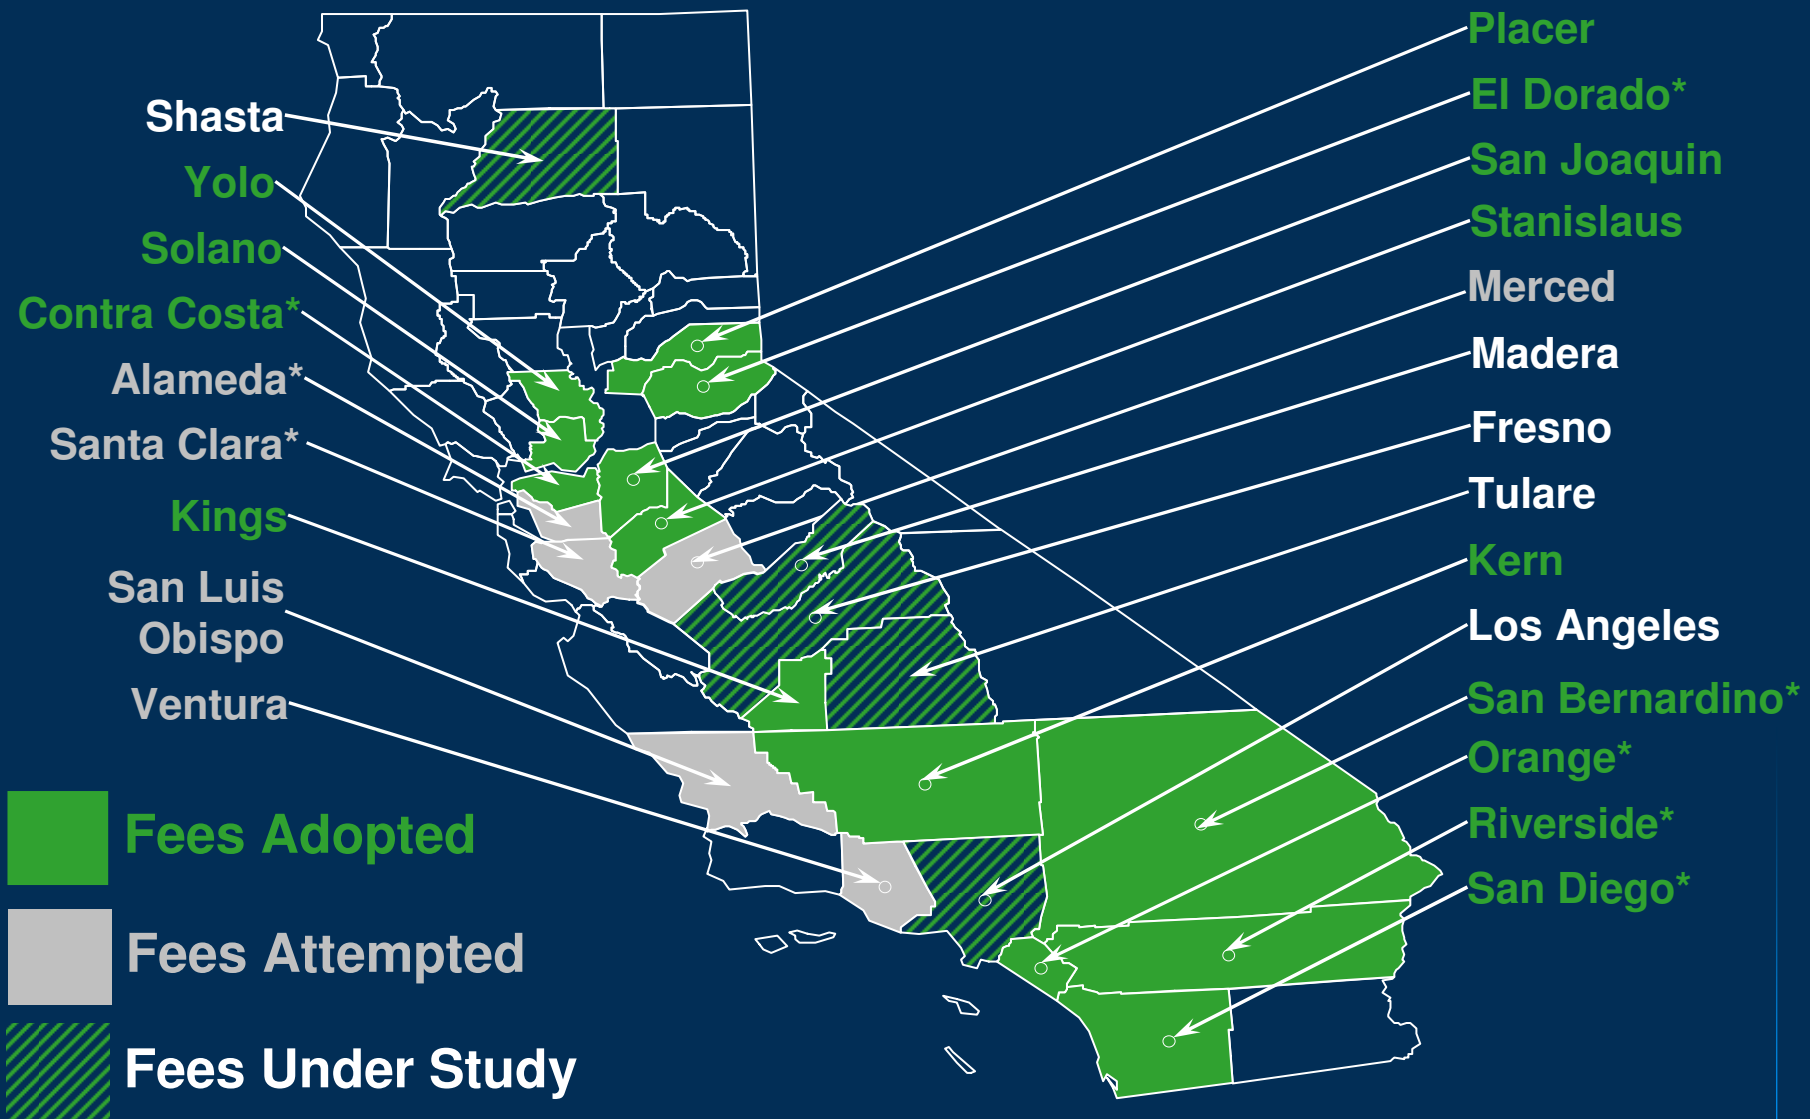 Shasta
Yolo
Solano
Contra Costa*
Alameda*
Santa Clara*
Kings
San Luis
Obispo
Ventura
Fees Adopted
Fees Attempted
Fees Under Study
Placer
El Dorado*
San Joaquin
Stanislaus
Merced
Madera
Fresno
Tulare
Kern
Los Angeles
San Bernardino*
Orange*
Riverside*
San Diego*